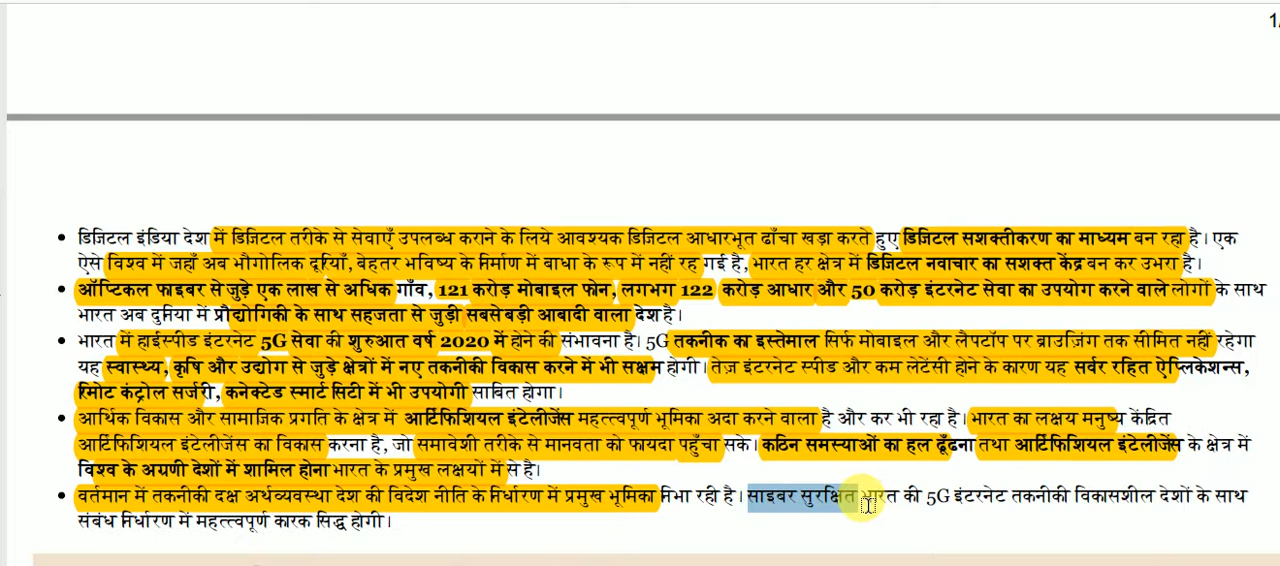 1/
• डिजिटल इंडिया देश में डिजिटल तरीके से सेवाएँ उपलब्ध कराने के लिये आवश्यक डिजिटल आधारभूत ढाँचा खड़ा करते हुए डिजिटल सशक्तीकरण का माध्यम बन रहा है। एक
ऐसे विश्व में जहाँ अब भौगोलिक दूरियाँ, बेहतर भविष्य के निर्माण में बाधा के रूप में नहीं रह गई है, भारत हर क्षेत्र में डिजिटल नवाचार का सशक्त केंद्र बन कर उभरा है।
• ऑप्टिकल फाइबर से जुड़े एक लाख से अधिक गाँव, 121 करोड़ मोबाइल फोन, लगभग 122 करोड़ आधार और 50 करोड़ इंटरनेट सेवा का उपयोग करने वाले लोगों के साथ
भारत अब दुनिया में प्रौद्योगिकी के साथ सहजता से जुड़ी सबसे बड़ी आबादी वाला देश है।
• भारत में हाईस्पीड इंटरनेट 5G सेवा की शुरुआत वर्ष 2020 में होने की संभावना है। 5G तकनीक का इस्तेमाल सिर्फ मोबाइल और लैपटॉप पर ब्राउज़िंग तक सीमित नहीं रहेगा
यह स्वास्थ्य, कृषि और उद्योग से जुड़े क्षेत्रों में नए तकनीकी विकास करने में भी सक्षम होगी। तेज़ इंटरनेट स्पीड और कम लेटेंसी होने के कारण यह सर्वर रहित ऐप्लिकेशन्स,
रिमोट कंट्रोल सर्जरी, कनेक्टेड स्मार्ट सिटी में भी उपयोगी साबित होगा।
• आर्थिक विकास और सामाजिक प्रगति के क्षेत्र में आर्टिफिशियल इंटेलीजेंस महत्त्वपूर्ण भूमिका अदा करने वाला है और कर भी रहा है। भारत का लक्षय मनुष्य केंद्रित
आर्टिफिशियल इंटेलीजेंस का विकास करना है, जो समावेशी तरीके से मानवता को फायदा पहुँचा सके। कठिन समस्याओं का हल ढूँढना तथा आर्टिफिशियल इंटेलीजेंस के क्षेत्र में
विश्व के अग्रणी देशों में शामिल होना भारत के प्रमुख लक्षयों में से है।
• वर्तमान में तकनीकी दक्ष अर्थव्यवस्था देश की विदेश नीति के निर्धारण में प्रमुख भूमिका निभा रही है। साइबर सुरक्षित भारत की 5G इंटरनेट तकनीकी विकासशील देशों के साथ
संबंध निर्धारण में महत्त्वपूर्ण कारक सिद्ध होगी।